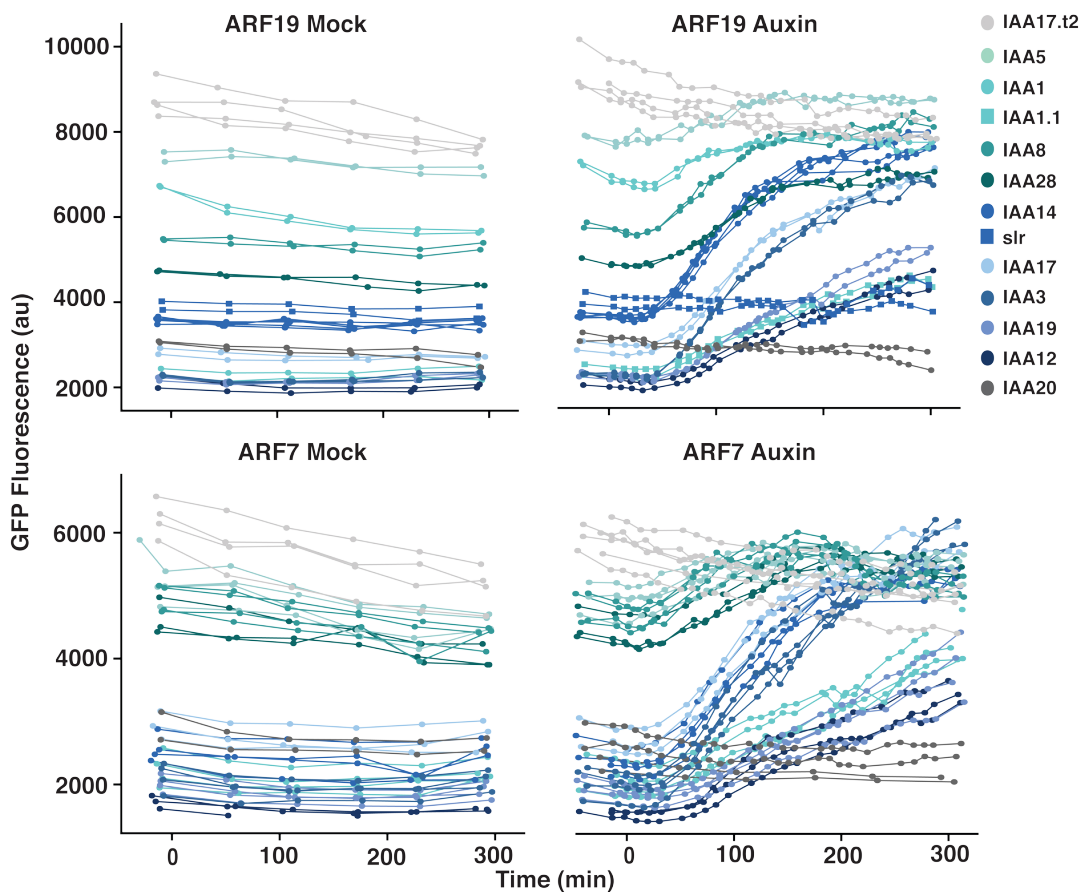 ARF19 Mock
ARF19 Auxin
10000
8000
6000
4000
2000
IAA17.t2
IAA5
IAA1
IAA1.1
IAA8
IAA28
IAA14
slr
IAA17
IAA3
IAA19
IAA12
IAA20
GFP Fluorescence (au)
ARF7 Mock
ARF7 Auxin
6000
4000
2000
0
100
200
300
0
100
200
300
Time (min)